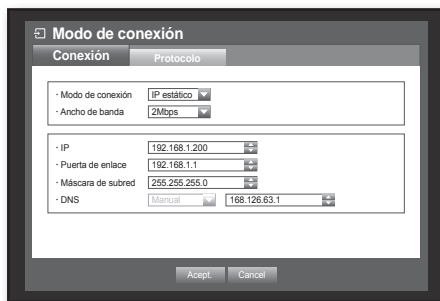 Modo de conexión
Conexión
Protocolo
· Modo de conexión IP estático
· Ancho de banda 2Mbps
· IP 192.168.1.200
· Puerta de enlace 192.168.1.1
· Máscara de subred 255.255.255.0
· DNS Manual 168.126.63.1
Acept. Cancel